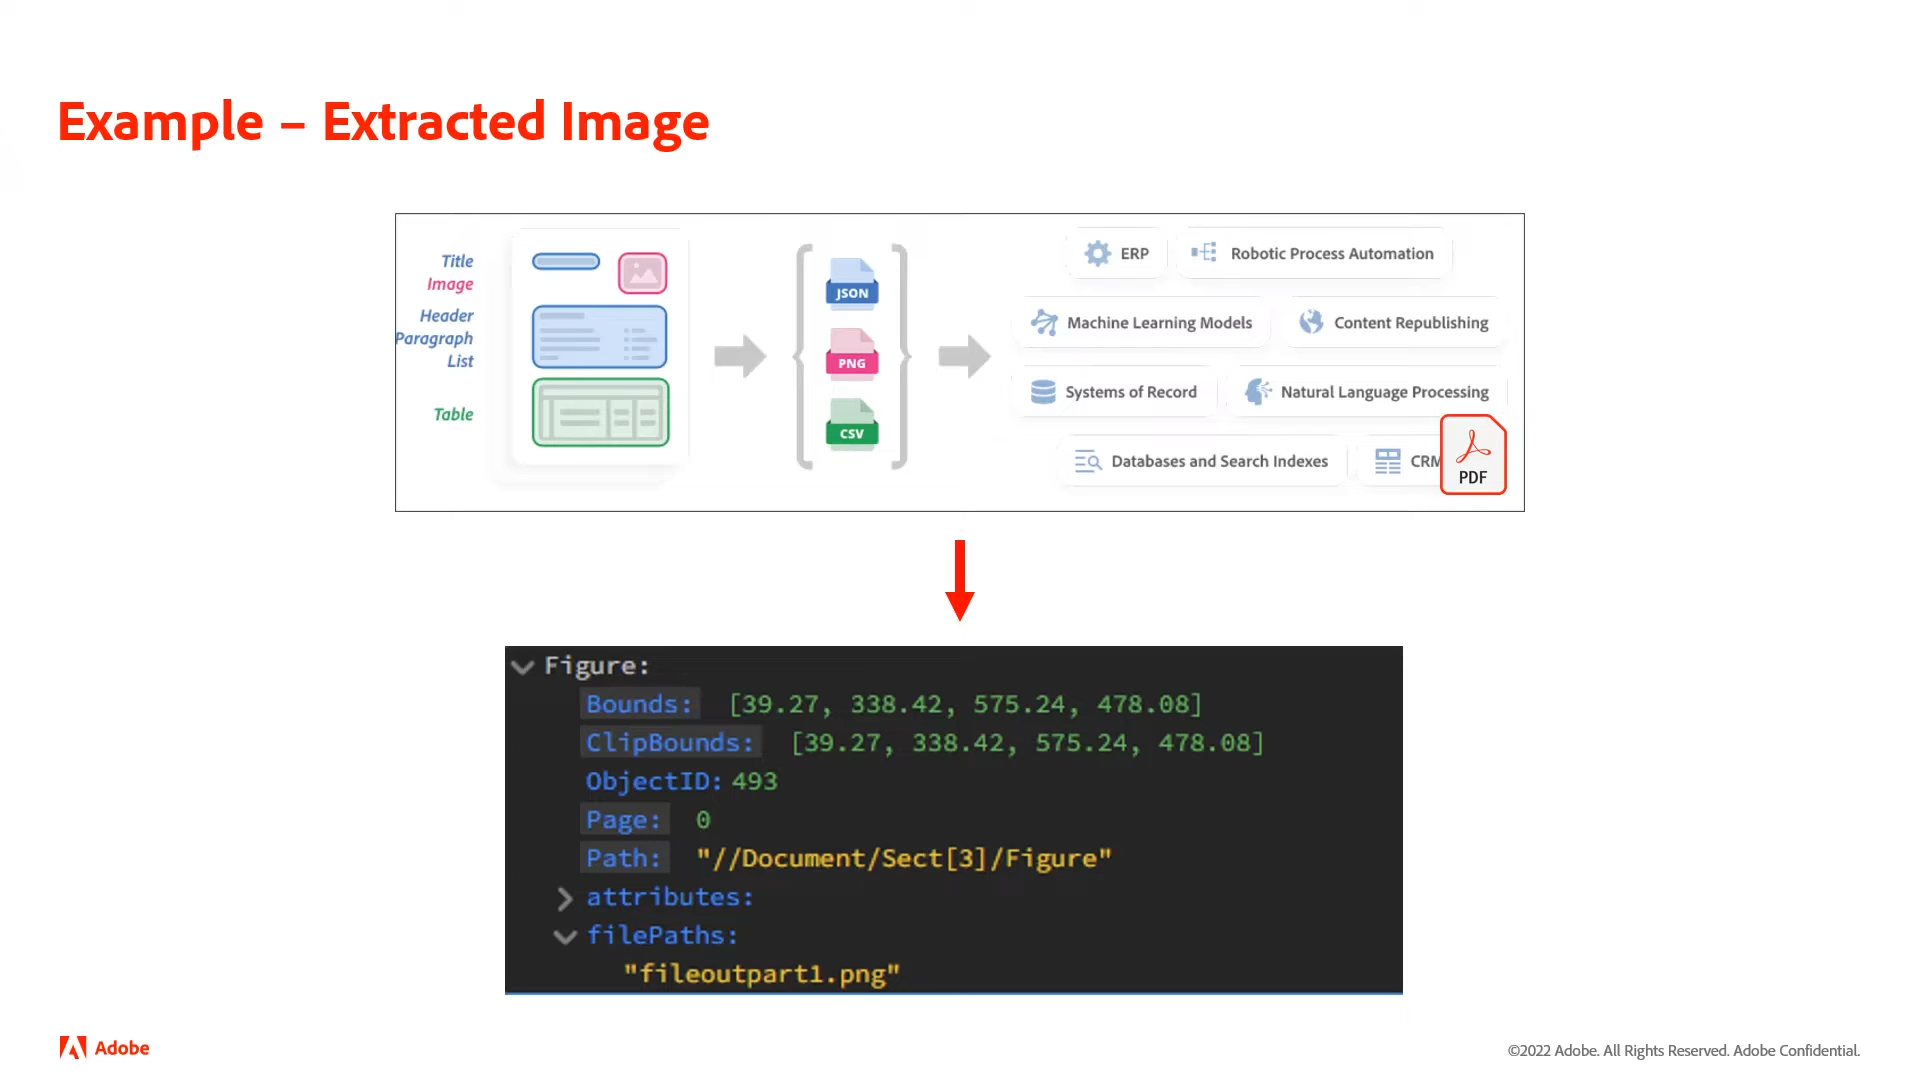 Example – Extracted Image
Title
Image
Header
Paragraph
List
Table
JSON
PNG
CSV
ERP
Robotic Process Automation
Machine Learning Models
Content Republishing
Systems of Record
Natural Language Processing
Databases and Search Indexes
CRM
PDF
Figure:
Bounds: [39.27, 338.42, 575.24, 478.08]
ClipBounds: [39.27, 338.42, 575.24, 478.08]
ObjectID: 493
Page: 0
Path: "//Document/Sect[3]/Figure"
attributes:
filePaths:
"fileoutpart1.png"
Adobe
©2022 Adobe. All Rights Reserved. Adobe Confidential.